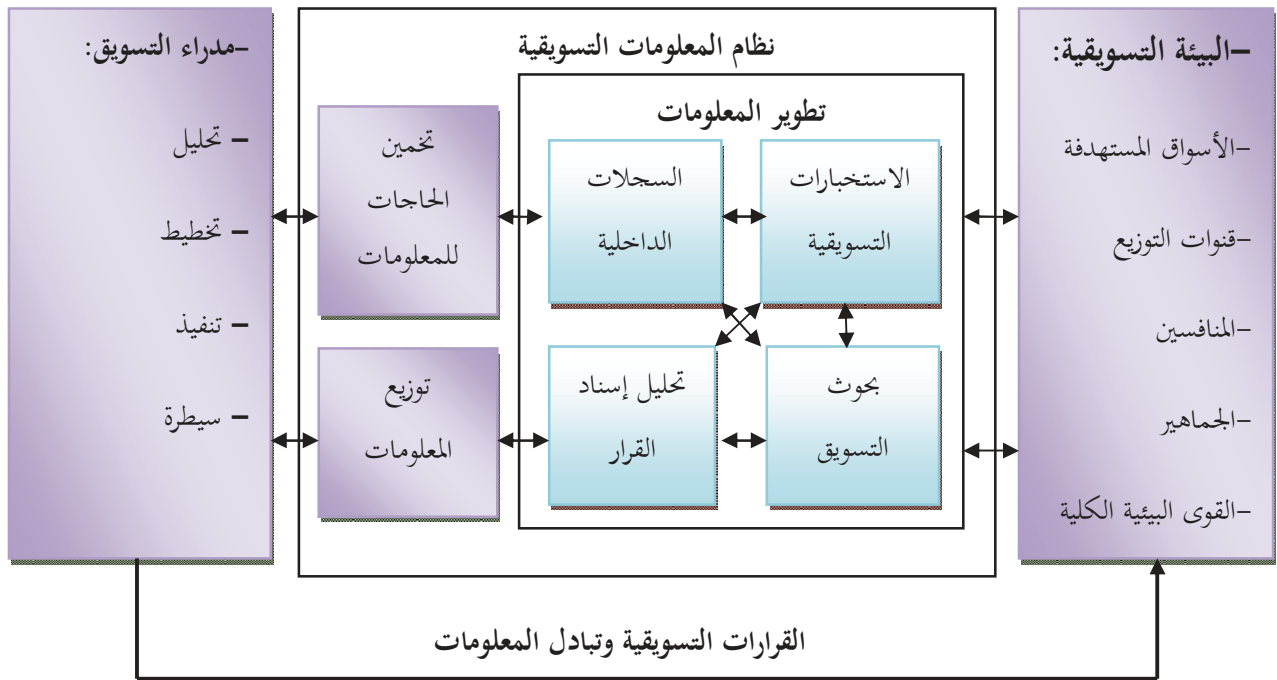 –البيئة التسويقية:
–الأسواق المستهدفة
–قنوات التوزيع
–المنافسين
–الجماهير
–القوى البيئية الكلية
نظام المعلومات التسويقية
تطوير المعلومات
الاستخبارات
التسويقية
السجلات
الداخلية
بحوث
التسويق
تحليل إسناد
القرار
تخمين
الحاجات
للمعلومات
توزيع
المعلومات
–مدراء التسويق:
– تحليل
– تخطيط
– تنفيذ
– سيطرة
القرارات التسويقية وتبادل المعلومات